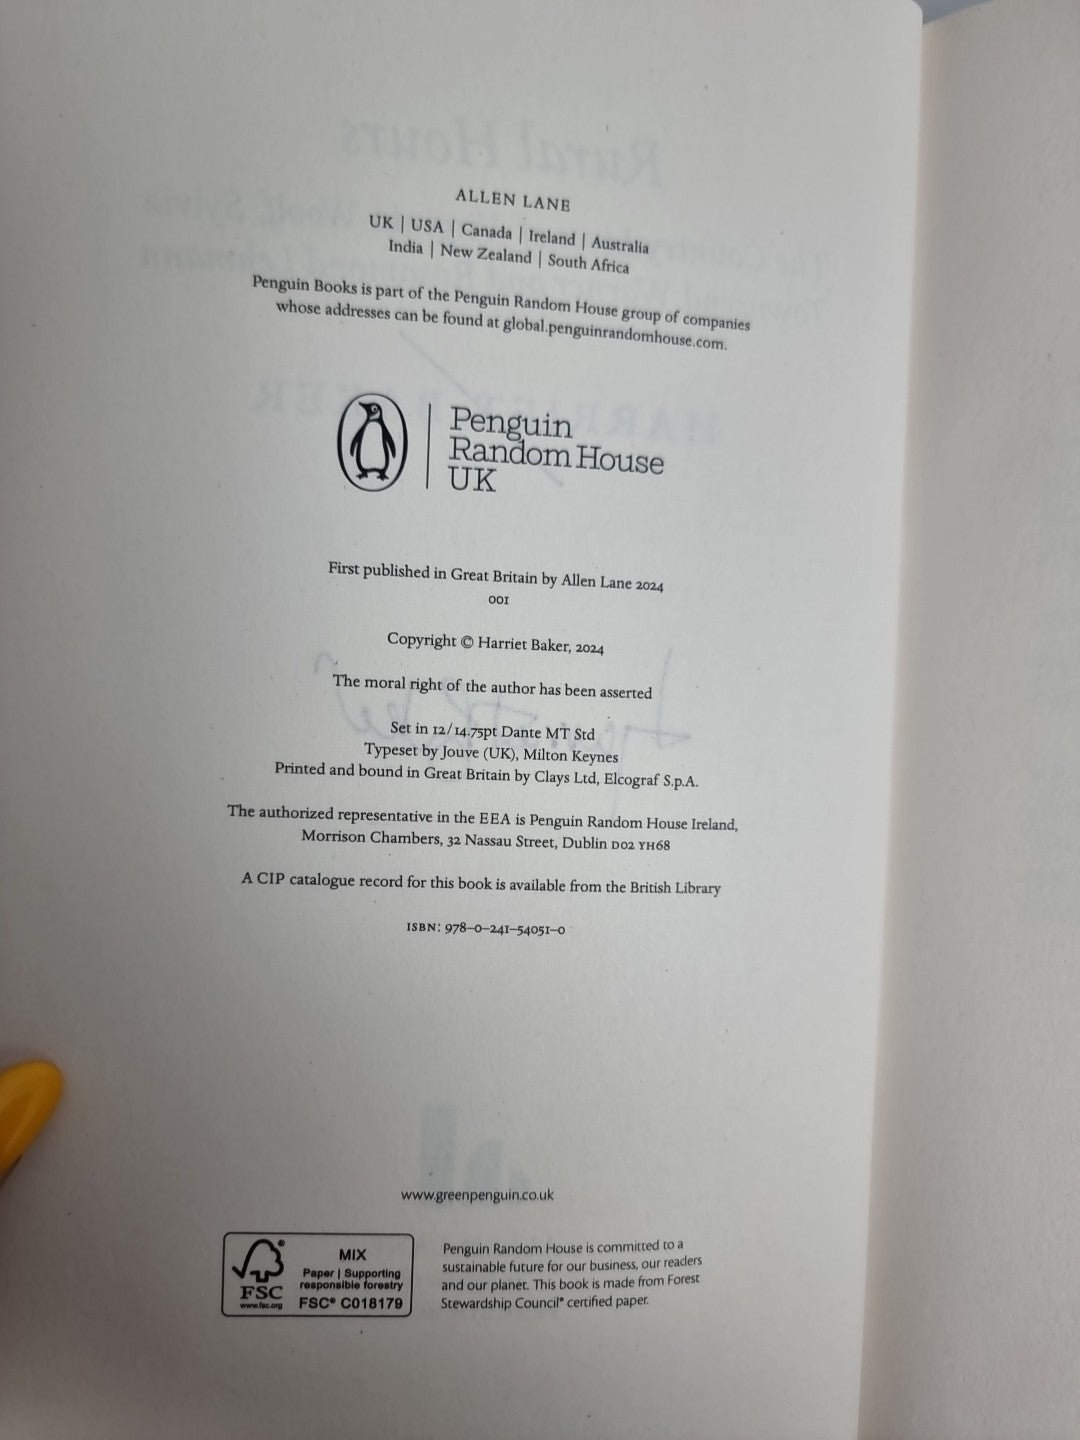 ALLEN LANE
UK | USA | Canada | Ireland | Australia
India | New Zealand | South Africa
Penguin Books is part of the Penguin Random House group of companies
whose addresses can be found at global.penguinrandomhouse.com.
Penguin
Random House
UK
First published in Great Britain by Allen Lane 2024
001
Copyright © Harriet Baker, 2024
The moral right of the author has been asserted
Set in 12/14.75pt Dante MT Std
Typeset by Jouve (UK), Milton Keynes
Printed and bound in Great Britain by Clays Ltd, Elcograf S.p.A.
The authorized representative in the EEA is Penguin Random House Ireland,
Morrison Chambers, 32 Nassau Street, Dublin D02 YH68
A CIP catalogue record for this book is available from the British Library
ISBN: 978–0–241–54051–0
www.greenpenguin.co.uk
MIX
Paper | Supporting
responsible forestry
FSC® C018179
FSC
www.fsc.org
Penguin Random House is committed to a
sustainable future for our business, our readers
and our planet. This book is made from Forest
Stewardship Council® certified paper.